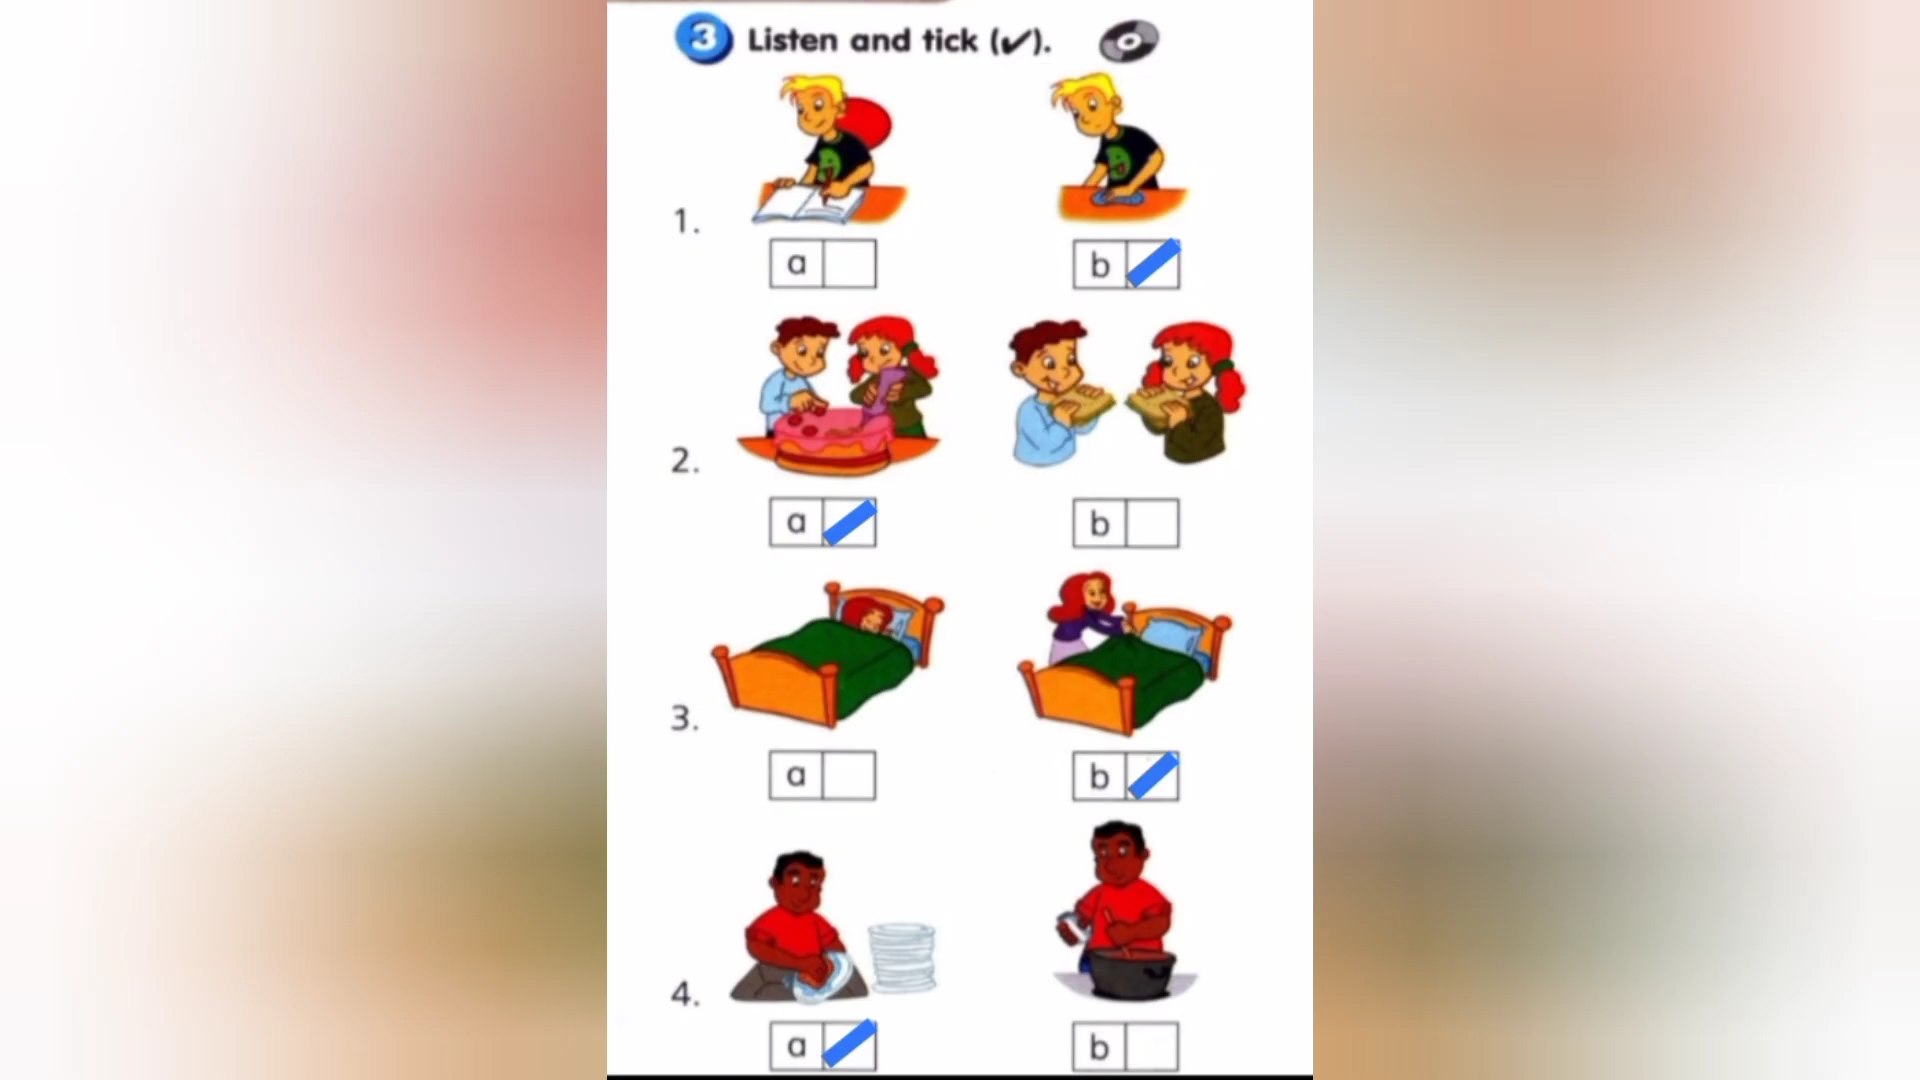 3 Listen and tick (✔).
1.
a b
2.
a b
3.
a b
4.
a b